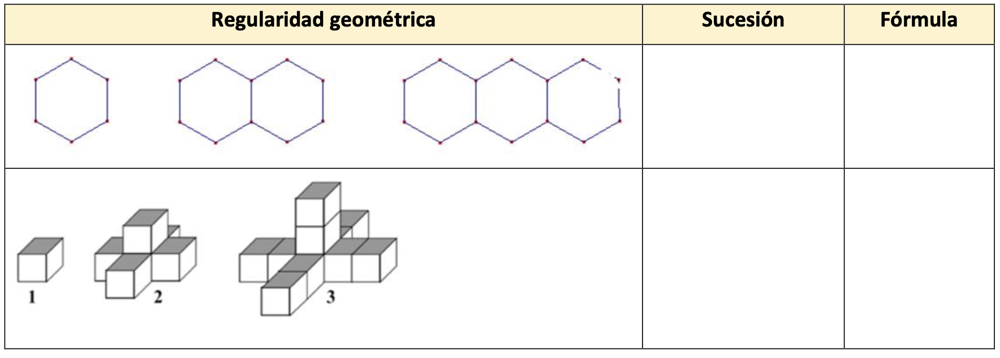 Regularidad geométrica
Sucesión
Fórmula
1
2
3